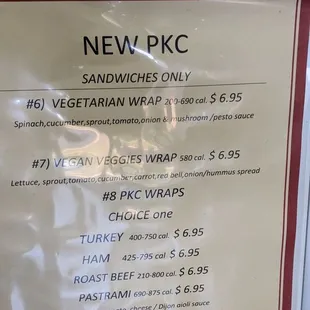 NEW PKC
SANDWICHES ONLY
#6) VEGETARIAN WRAP 200-690 cal. $ 6.95
Spinach,cucumber,sprout,tomato,onion & mushroom /pesto sauce
#7) VEGAN VEGGIES WRAP 580 cal. $ 6.95
Lettuce, sprout,tomato,cucumber,carrot,red bell,onion/hummus spread
#8 PKC WRAPS
CHOICE one
TURKEY 400-750 cal. $ 6.95
HAM 425-795 cal. $ 6.95
ROAST BEEF 210-800 cal. $ 6.95
PASTRAMI 690-875 cal. $ 6.95
cheese / Dijon aioli sauce